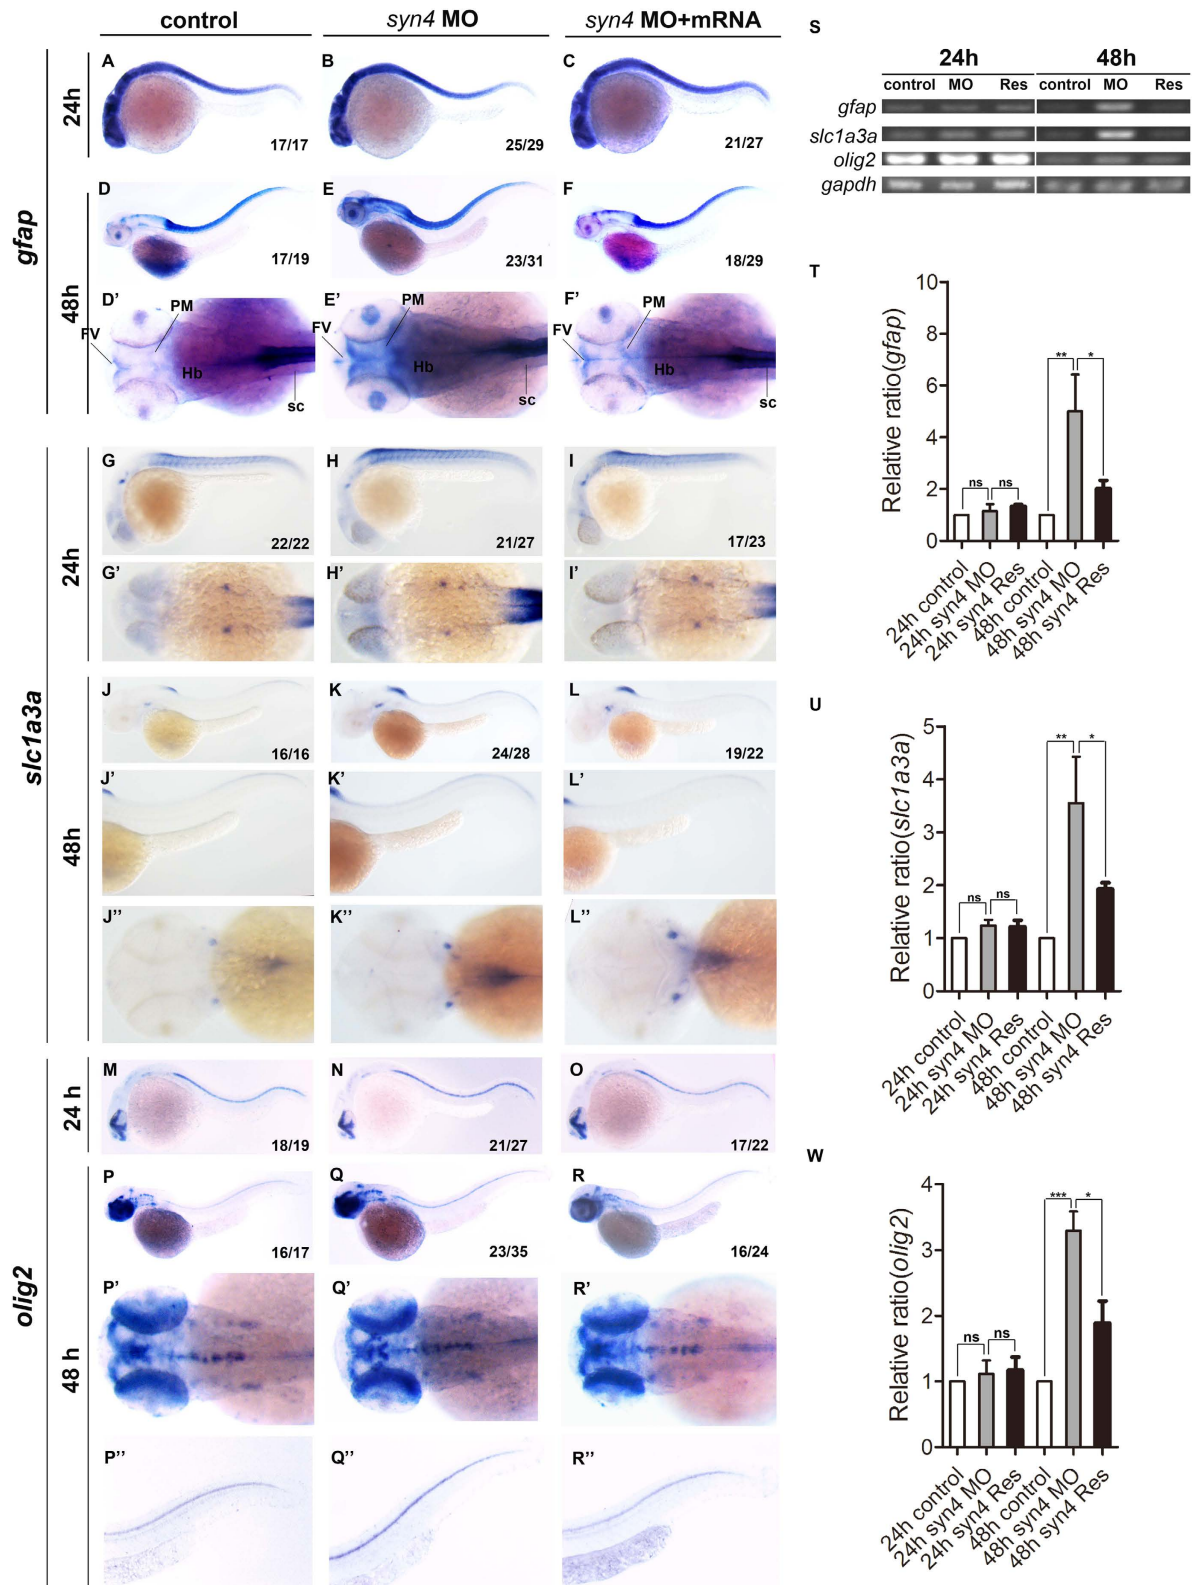 control
syn4 MO
syn4 MO+mRNA
gfap
24h
A
17/17
B
25/29
C
21/27
48h
D
17/19
E
23/31
F
18/29
D’
FV
PM
Hb
sc
E’
FV
PM
Hb
sc
F’
FV
PM
Hb
sc
slc1a3a
24h
G
22/22
H
21/27
I
17/23
G’
H’
I’
48h
J
16/16
K
24/28
L
19/22
J’
K’
L’
J’’
K’’
L’’
olig2
24 h
M
18/19
N
21/27
O
17/22
48 h
P
16/17
Q
23/35
R
16/24
P’
Q’
R’
P’’
Q’’
R’’
S
24h
48h
control MO Res control MO Res
gfap
slc1a3a
olig2
gapdh
T
Relative ratio(gfap)
10
8
6
4
2
0
ns
ns
**
*
24h control
24h syn4 MO
24h syn4 Res
48h control
48h syn4 MO
48h syn4 Res
U
Relative ratio(slc1a3a)
5
4
3
2
1
0
ns
ns
**
*
24h control
24h syn4 MO
24h syn4 Res
48h control
48h syn4 MO
48h syn4 Res
W
Relative ratio(olig2)
4
3
2
1
0
ns
ns
***
*
24h control
24h syn4 MO
24h syn4 Res
48h control
48h syn4 MO
48h syn4 Res